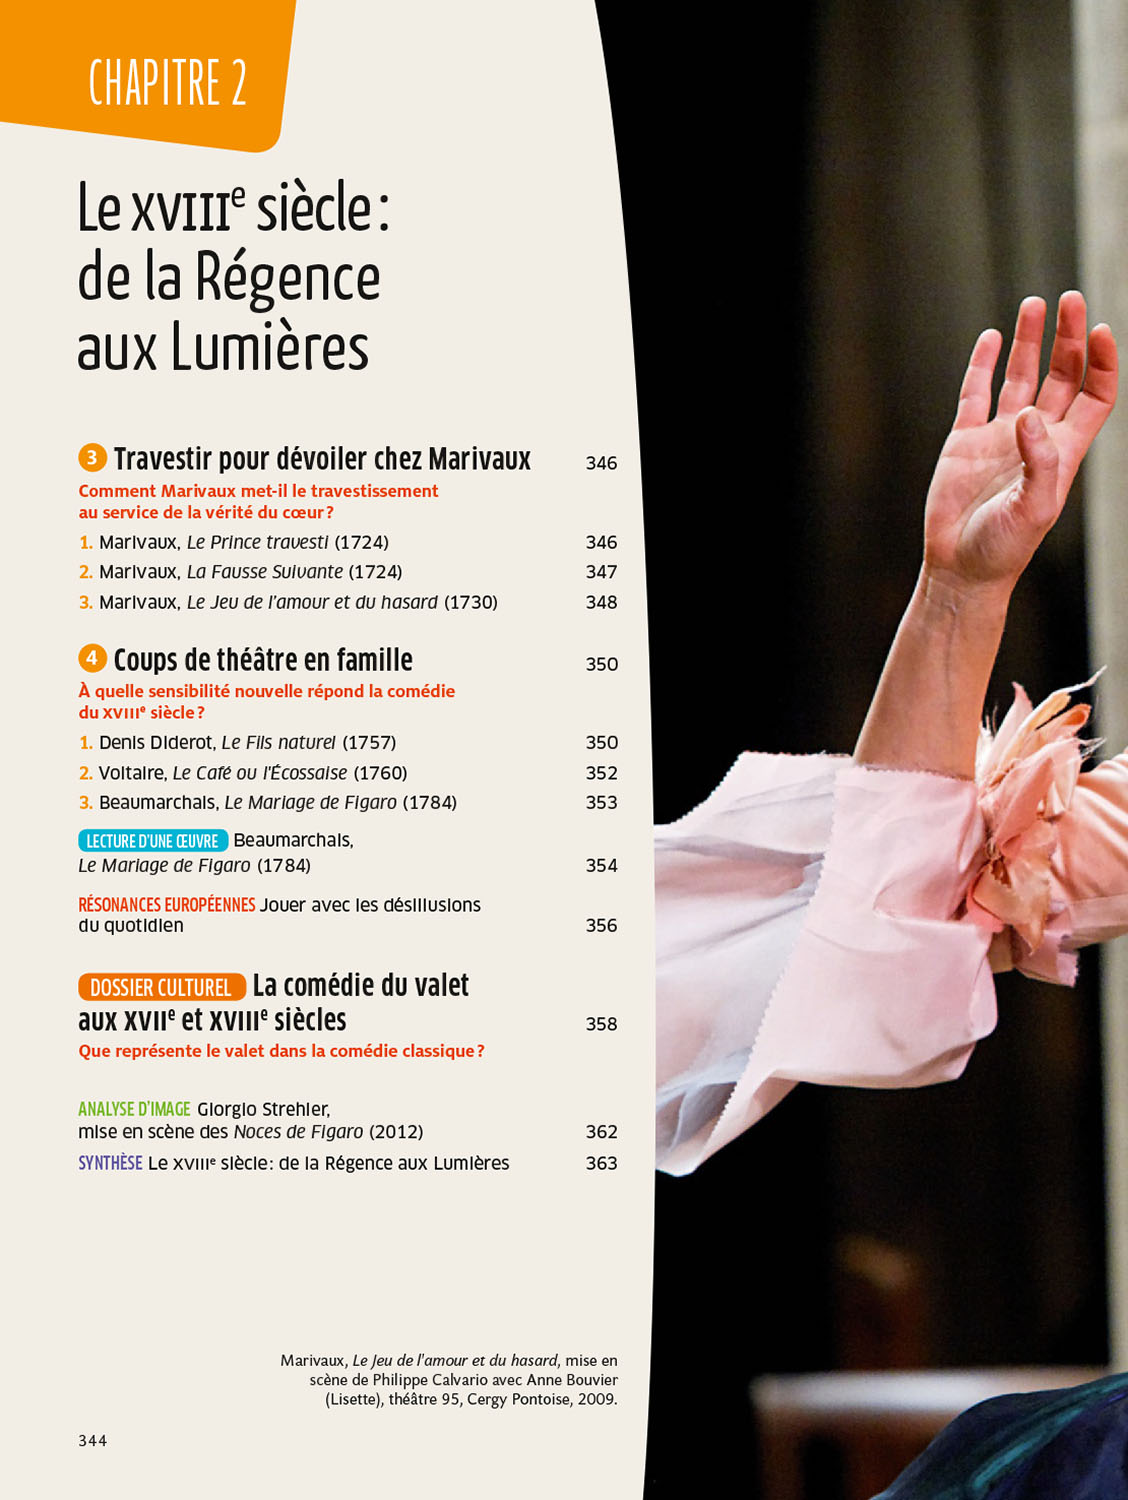 CHAPITRE 2
Le XVIIIe siècle :
de la Régence
aux Lumières
3 Travestir pour dévoiler chez Marivaux 346
Comment Marivaux met-il le travestissement
au service de la vérité du cœur ?
1. Marivaux, Le Prince travesti (1724) 346
2. Marivaux, La Fausse Suivante (1724) 347
3. Marivaux, Le Jeu de l'amour et du hasard (1730) 348
4 Coups de théâtre en famille 350
À quelle sensibilité nouvelle répond la comédie
du XVIIIe siècle ?
1. Denis Diderot, Le Fils naturel (1757) 350
2. Voltaire, Le Café ou l'Écossaise (1760) 352
3. Beaumarchais, Le Mariage de Figaro (1784) 353
LECTURE D'UNE ŒUVRE Beaumarchais,
Le Mariage de Figaro (1784) 354
RÉSONANCES EUROPÉENNES Jouer avec les désillusions
du quotidien 356
DOSSIER CULTUREL La comédie du valet
aux XVIIe et XVIIIe siècles 358
Que représente le valet dans la comédie classique ?
ANALYSE D'IMAGE Giorgio Strehler,
mise en scène des Noces de Figaro (2012) 362
SYNTHÈSE Le XVIIIe siècle : de la Régence aux Lumières 363
Marivaux, Le Jeu de l'amour et du hasard, mise en
scène de Philippe Calvario avec Anne Bouvier
(Lisette), théâtre 95, Cergy Pontoise, 2009.
344